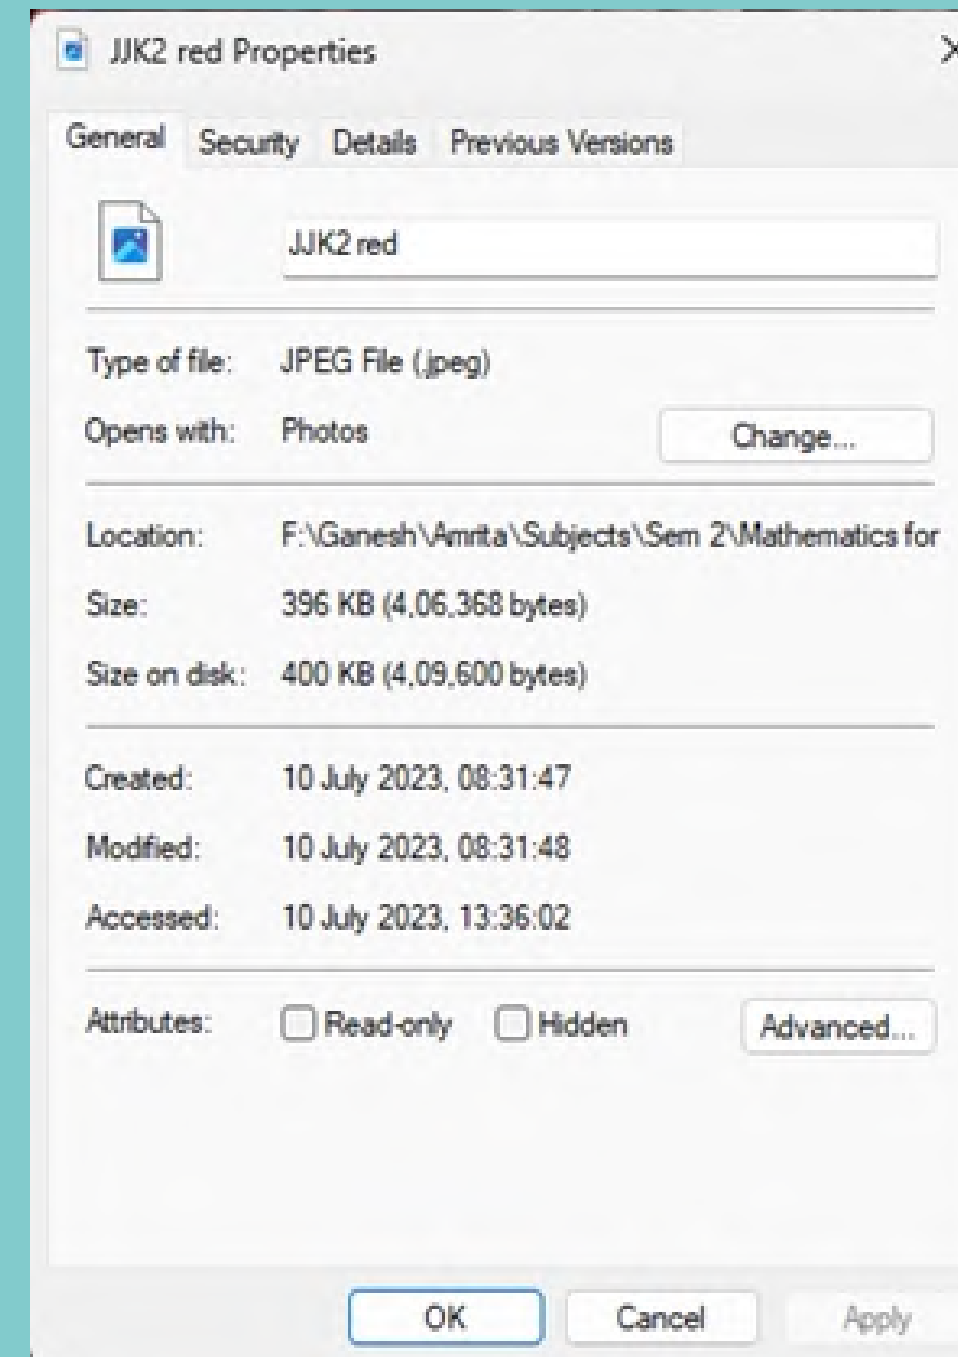 JJK2 red Properties
General Security Details Previous Versions
JJK2 red
Type of file: JPEG File (.jpeg)
Opens with: Photos Change...
Location: F:\Ganesh\Amrita\Subjects\Sem 2\Mathematics for
Size: 396 KB (4,06,368 bytes)
Size on disk: 400 KB (4,09,600 bytes)
Created: 10 July 2023, 08:31:47
Modified: 10 July 2023, 08:31:48
Accessed: 10 July 2023, 13:36:02
Attributes: Read-only Hidden Advanced...
OK Cancel Apply